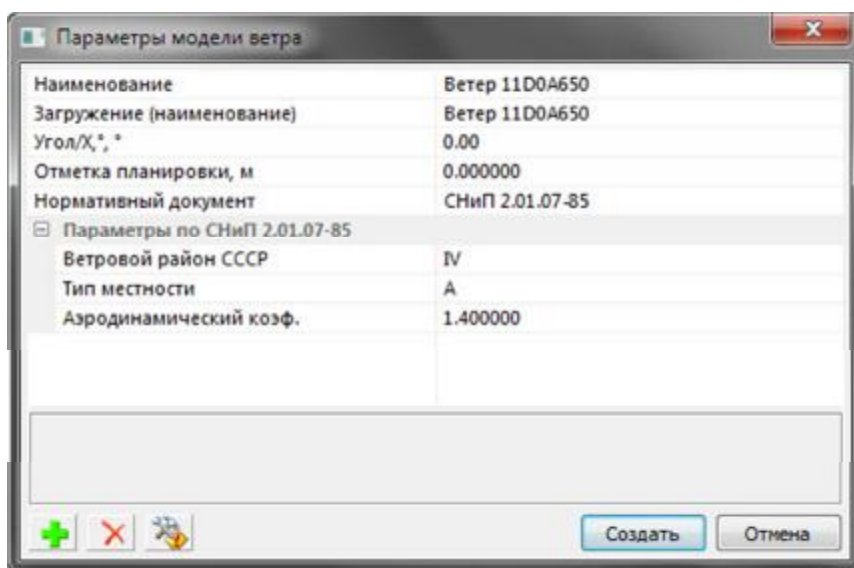 Параметры модели ветра
Наименование Ветер 11D0A650
Загружение (наименование) Ветер 11D0A650
Угол/X,°, ° 0.00
Отметка планировки, м 0.000000
Нормативный документ СНиП 2.01.07-85
Параметры по СНиП 2.01.07-85
Ветровой район СССР IV
Тип местности А
Аэродинамический коэф. 1.400000
Создать Отмена